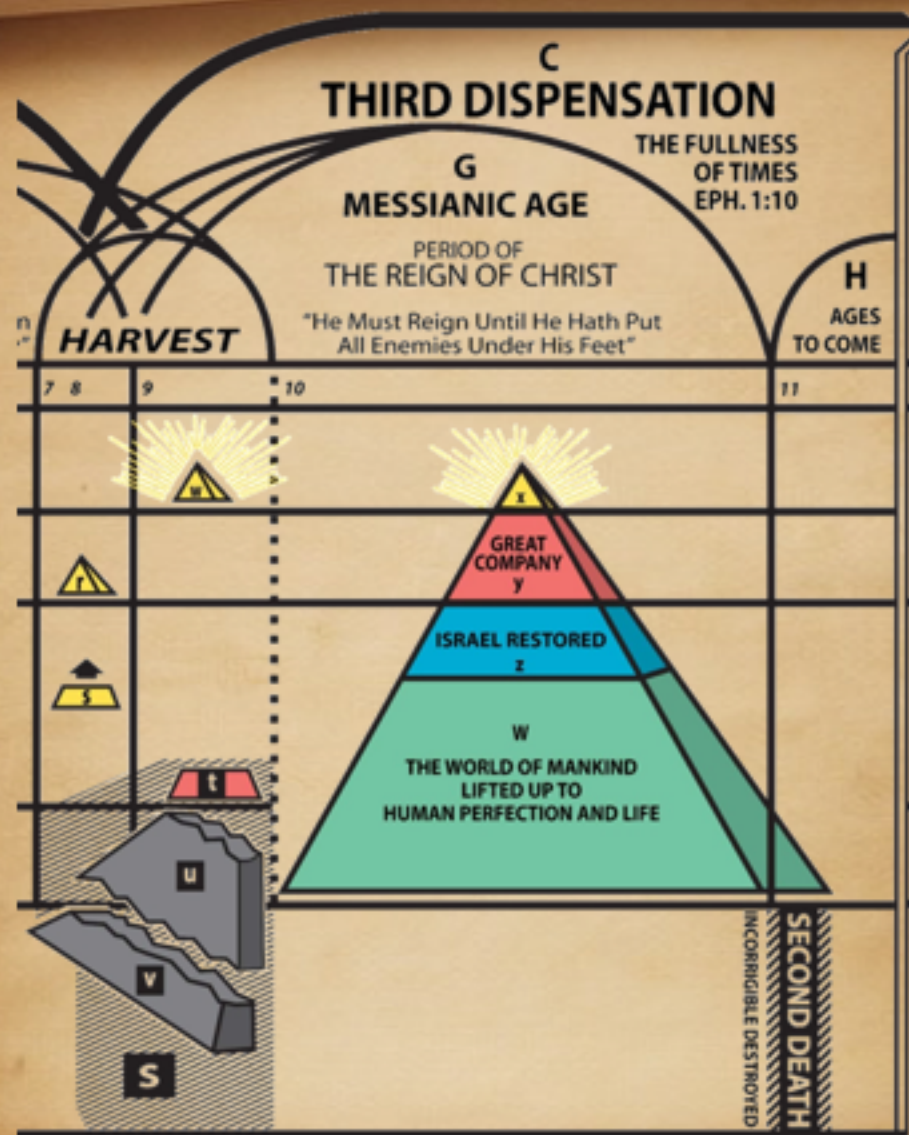 C
THIRD DISPENSATION
THE FULLNESS
OF TIMES
EPH. 1:10
G
MESSIANIC AGE
PERIOD OF
THE REIGN OF CHRIST
"He Must Reign Until He Hath Put
All Enemies Under His Feet"
H
AGES
TO COME
n
"
HARVEST
7 8 9 10 11
w
x
r
GREAT
COMPANY
y
s
ISRAEL RESTORED
z
t
W
THE WORLD OF MANKIND
LIFTED UP TO
HUMAN PERFECTION AND LIFE
u
v
S
INCORRIGIBLE DESTROYED
SECOND DEATH